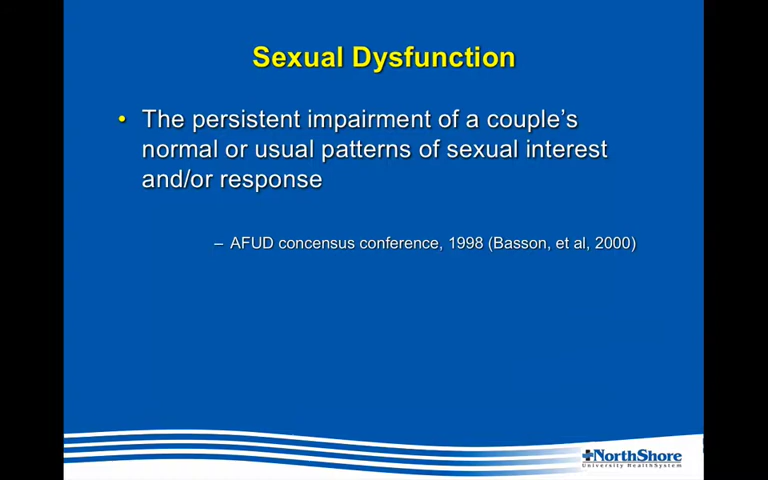 Sexual Dysfunction
• The persistent impairment of a couple's
normal or usual patterns of sexual interest
and/or response
– AFUD concensus conference, 1998 (Basson, et al, 2000)
NorthShore
University HealthSystem